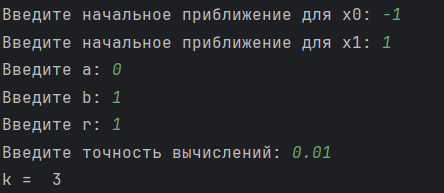 Введите начальное приближение для x0: -1
Введите начальное приближение для x1: 1
Введите a: 0
Введите b: 1
Введите r: 1
Введите точность вычислений: 0.01
k =  3